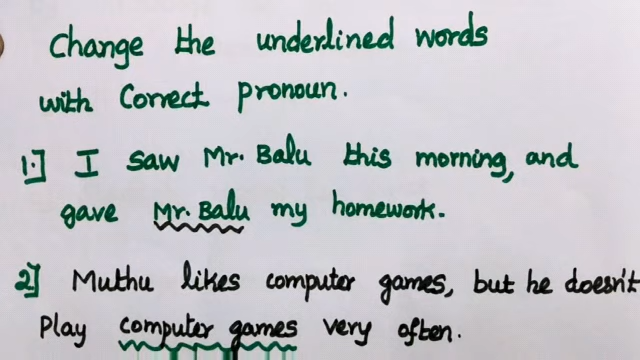 Change the underlined words
with Correct pronoun.
1.] I saw Mr. Balu this morning, and
gave Mr. Balu my homework.
2] Muthu likes computer games, but he doesn't
Play computer games very often.